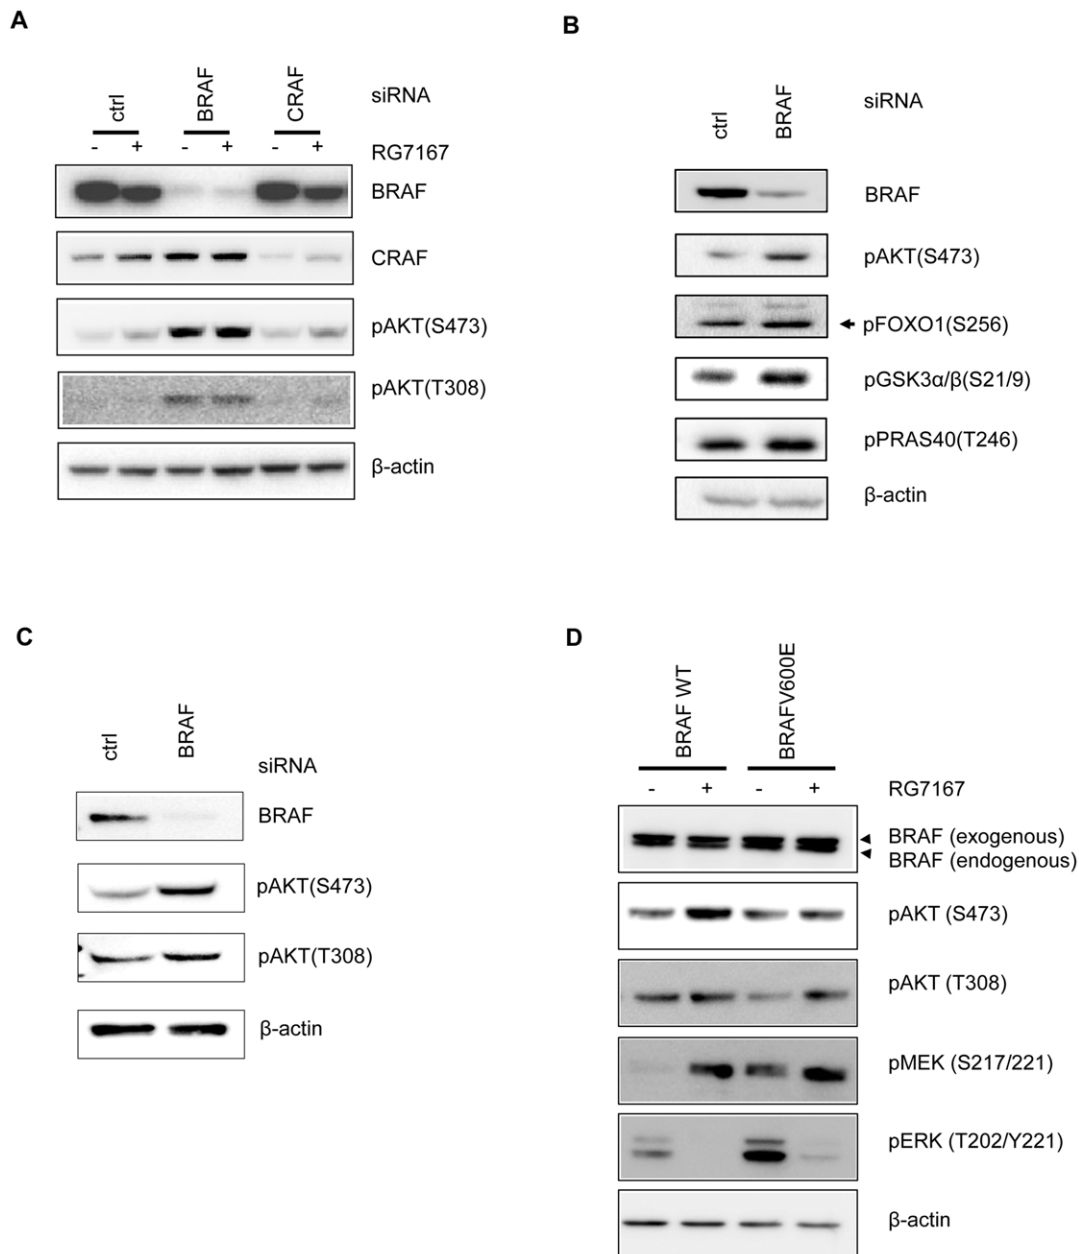 A
ctrl
BRAF
CRAF
siRNA
- + - + - +
RG7167
BRAF
CRAF
pAKT(S473)
pAKT(T308)
β-actin
B
ctrl
BRAF
siRNA
BRAF
pAKT(S473)
pFOXO1(S256)
pGSK3α/β(S21/9)
pPRAS40(T246)
β-actin
C
ctrl
BRAF
siRNA
BRAF
pAKT(S473)
pAKT(T308)
β-actin
D
BRAF WT
BRAFV600E
- + - +
RG7167
BRAF (exogenous)
BRAF (endogenous)
pAKT (S473)
pAKT (T308)
pMEK (S217/221)
pERK (T202/Y221)
β-actin